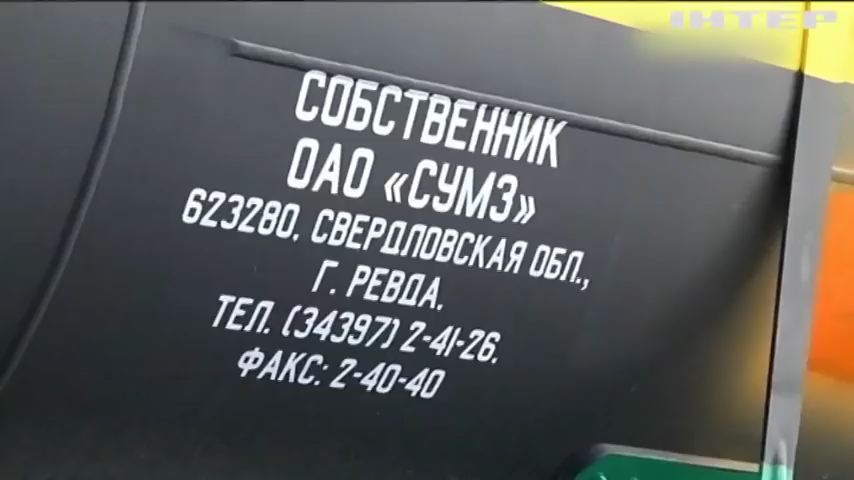 ІНТЕР
СОБСТВЕННИК
ОАО «СУМЗ»
623280, СВЕРДЛОВСКАЯ ОБЛ.,
Г. РЕВДА.
ТЕЛ. (34397) 2-41-26.
ФАКС: 2-40-40